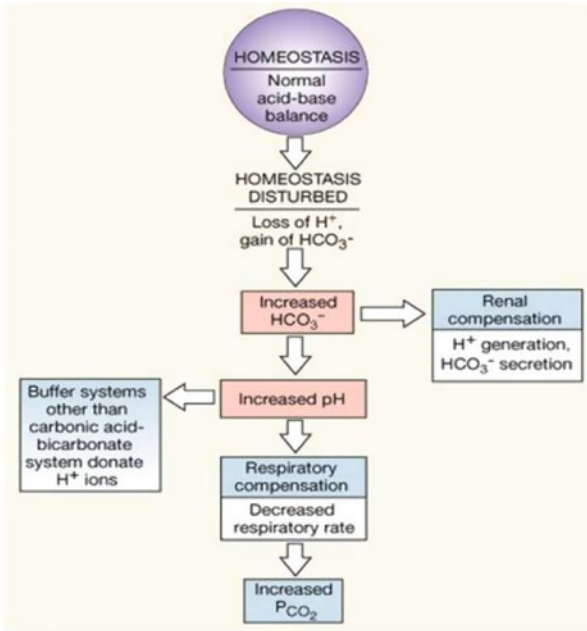 HOMEOSTASIS
Normal
acid-base
balance
HOMEOSTASIS
DISTURBED
Loss of H⁺,
gain of HCO₃⁻
Increased
HCO₃⁻
Renal
compensation
H⁺ generation,
HCO₃⁻ secretion
Increased pH
Buffer systems
other than
carbonic acid-
bicarbonate
system donate
H⁺ ions
Respiratory
compensation
Decreased
respiratory rate
Increased
P_CO₂